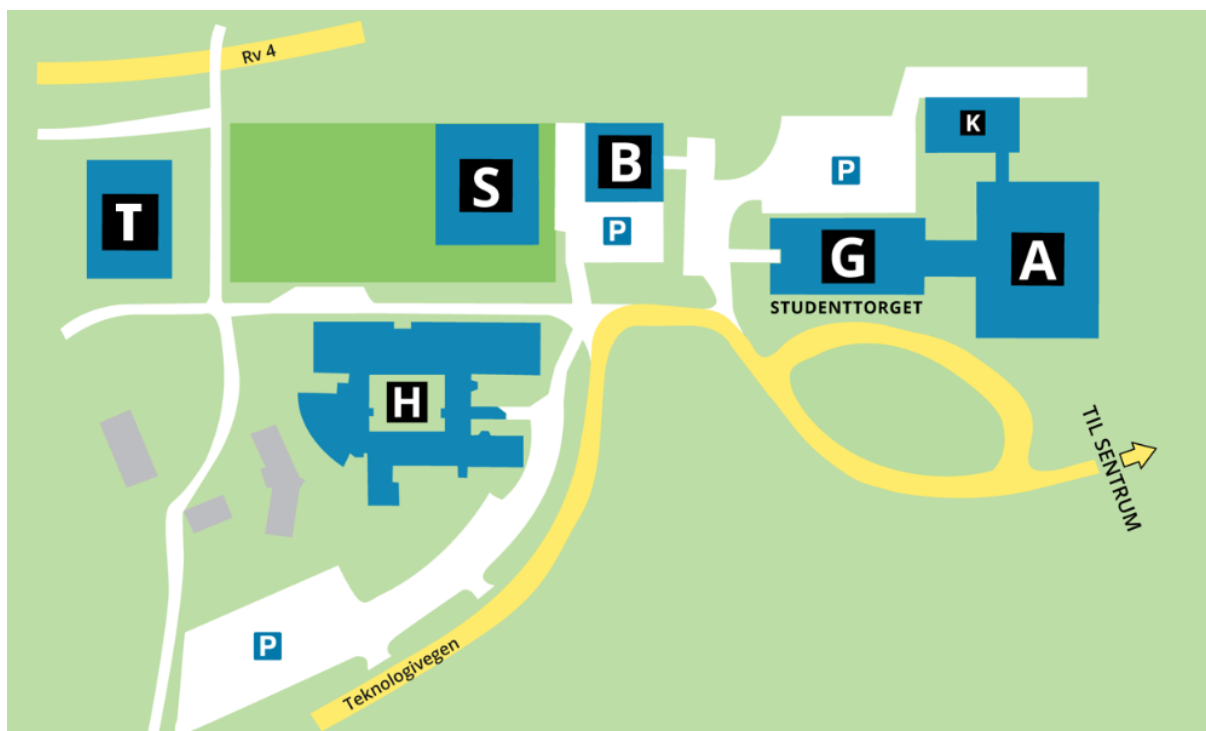 Rv 4
K
B
T
S
P
P
G
A
STUDENTTORGET
H
TIL SENTRUM
P
Teknologivegen